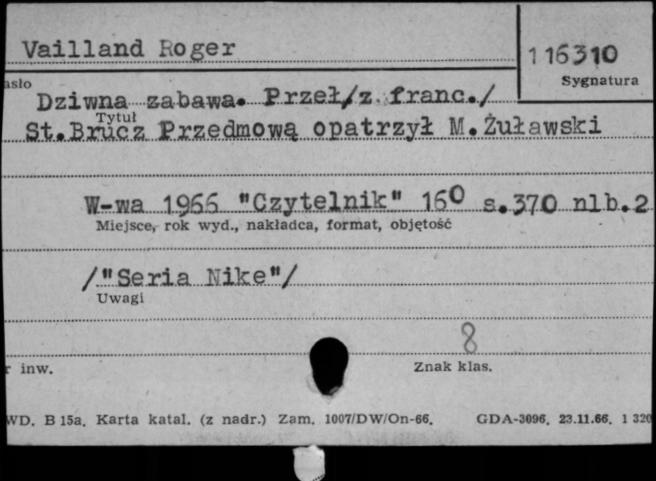 Vailland Roger
116310
asło
Sygnatura
Dziwna zabawa. Przeł/z franc./
Tytuł
St.Brucz Przedmową opatrzył M.Żuławski
W-wa 1966 "Czytelnik" 16⁰ s.370 nlb.2
Miejsce, rok wyd., nakładca, format, objętość
/"Seria Nike"/
Uwagi
8
r inw.
Znak klas.
WD. B 15a. Karta katal. (z nadr.) Zam. 1007/DW/On-66. GDA-3096. 23.11.66. 1 320